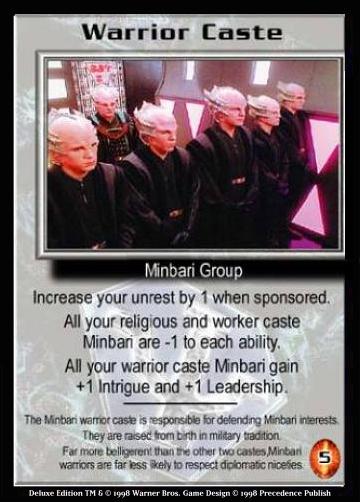 Warrior Caste
Minbari Group
Increase your unrest by 1 when sponsored.
All your religious and worker caste
Minbari are -1 to each ability.
All your warrior caste Minbari gain
+1 Intrigue and +1 Leadership.
The Minbari warrior caste is responsible for defending Minbari interests.
They are raised from birth in military tradition.
Far more belligerent than the other two castes,Minbari
warriors are far less likely to respect diplomatic niceties.
5
Deluxe Edition TM & © 1998 Warner Bros. Game Design © 1998 Precedence Publish